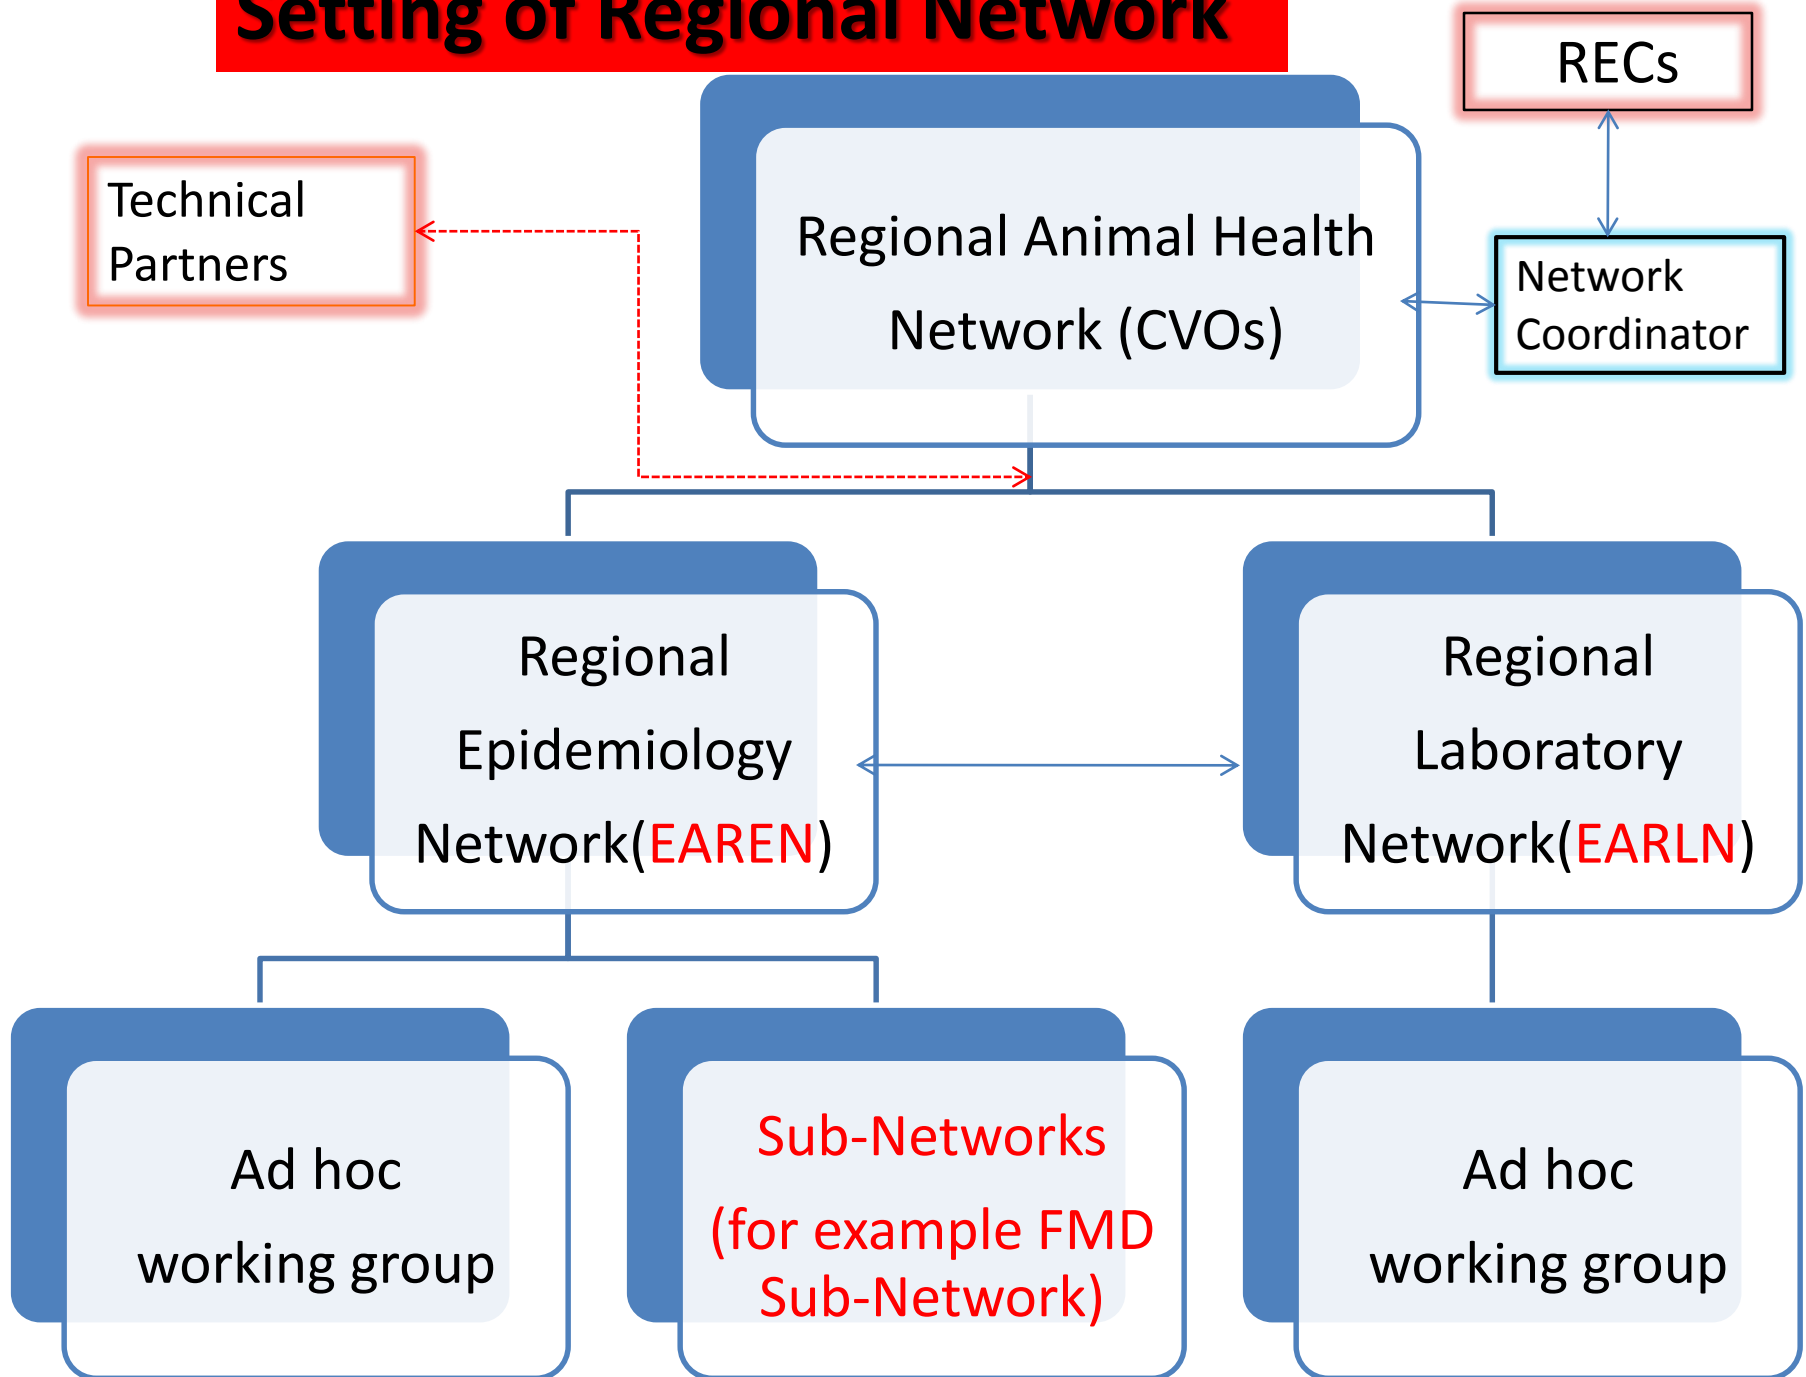 Setting of Regional Network
RECs
Technical
Partners
Regional Animal Health
Network (CVOs)
Network
Coordinator
Regional
Epidemiology
Network(EAREN)
Regional
Laboratory
Network(EARLN)
Ad hoc
working group
Sub-Networks
(for example FMD
Sub-Network)
Ad hoc
working group